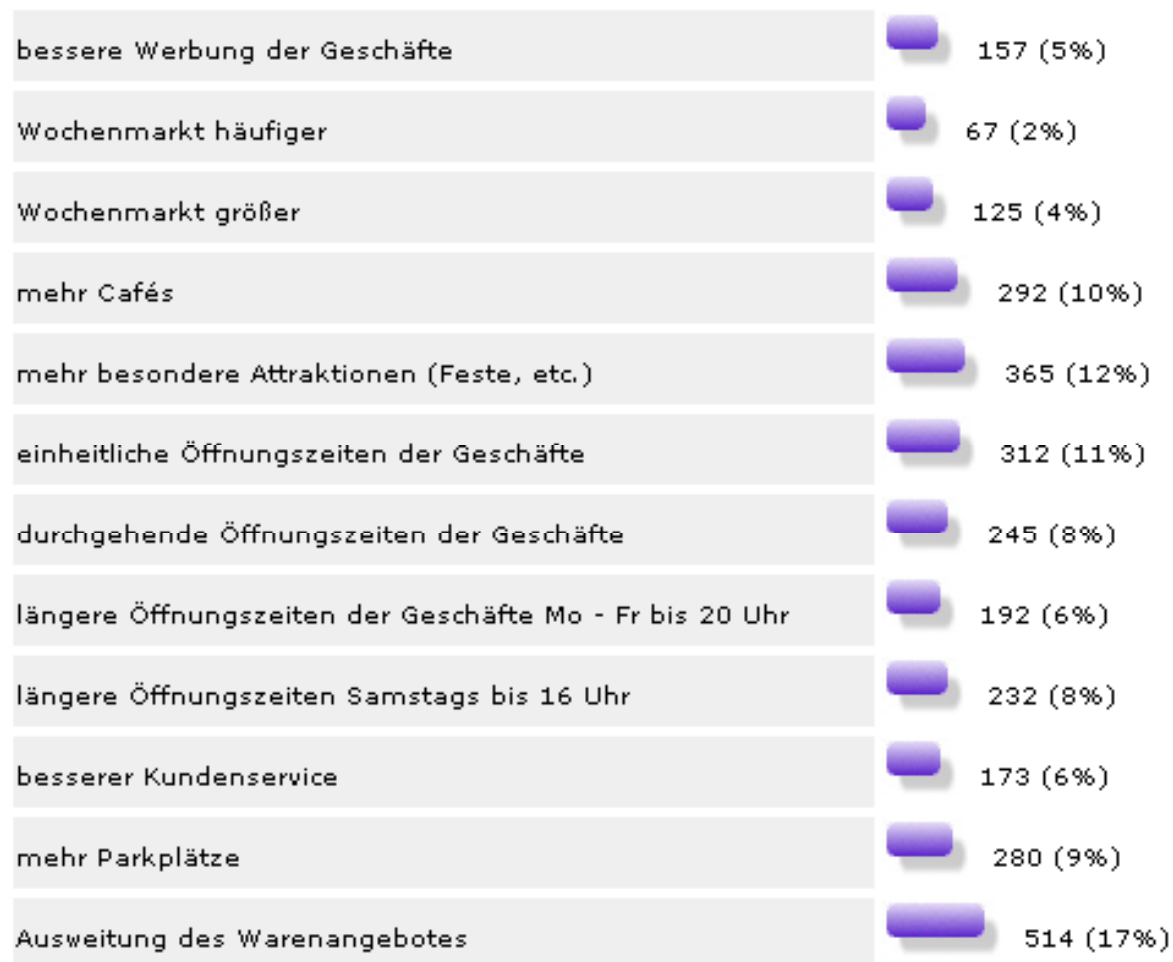 bessere Werbung der Geschäfte 157 (5%)
Wochenmarkt häufiger 67 (2%)
Wochenmarkt größer 125 (4%)
mehr Cafés 292 (10%)
mehr besondere Attraktionen (Feste, etc.) 365 (12%)
einheitliche Öffnungszeiten der Geschäfte 312 (11%)
durchgehende Öffnungszeiten der Geschäfte 245 (8%)
längere Öffnungszeiten der Geschäfte Mo - Fr bis 20 Uhr 192 (6%)
längere Öffnungszeiten Samstags bis 16 Uhr 232 (8%)
besserer Kundenservice 173 (6%)
mehr Parkplätze 280 (9%)
Ausweitung des Warenangebotes 514 (17%)